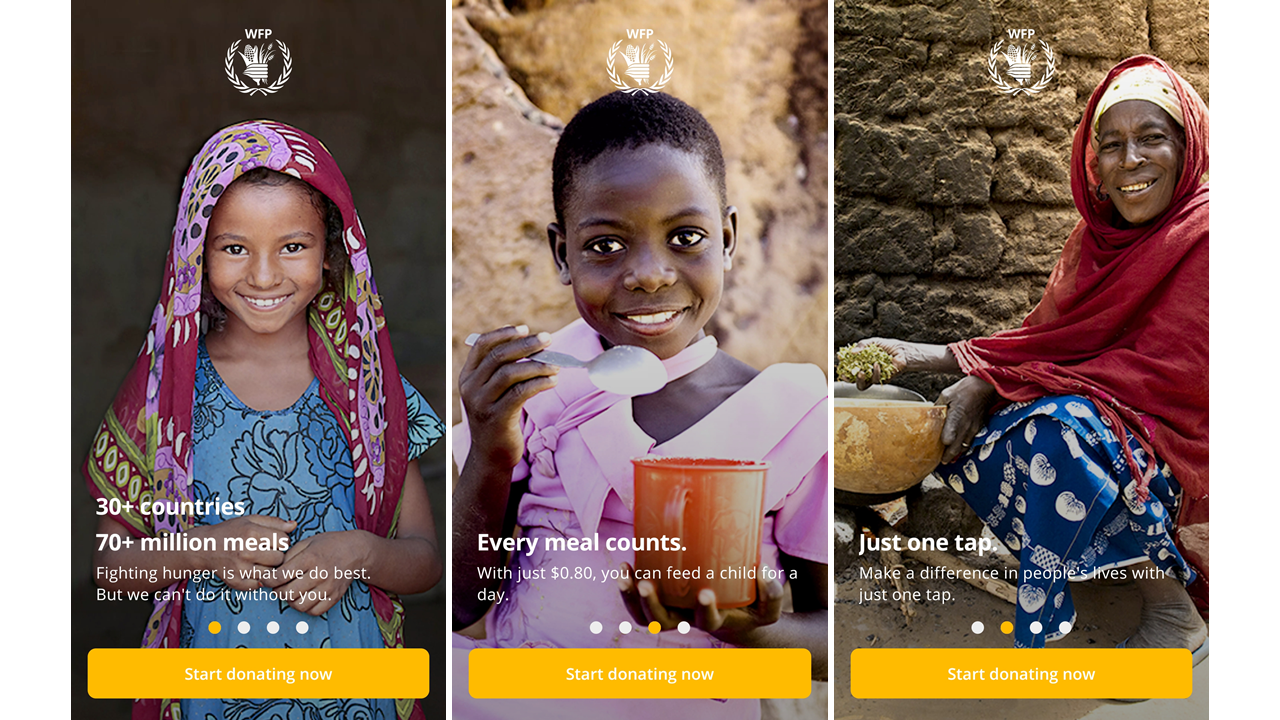 WFP
30+ countries
70+ million meals
Fighting hunger is what we do best.
But we can't do it without you.
Start donating now
WFP
Every meal counts.
With just $0.80, you can feed a child for a
day.
Start donating now
WFP
Just one tap.
Make a difference in people's lives with
just one tap.
Start donating now